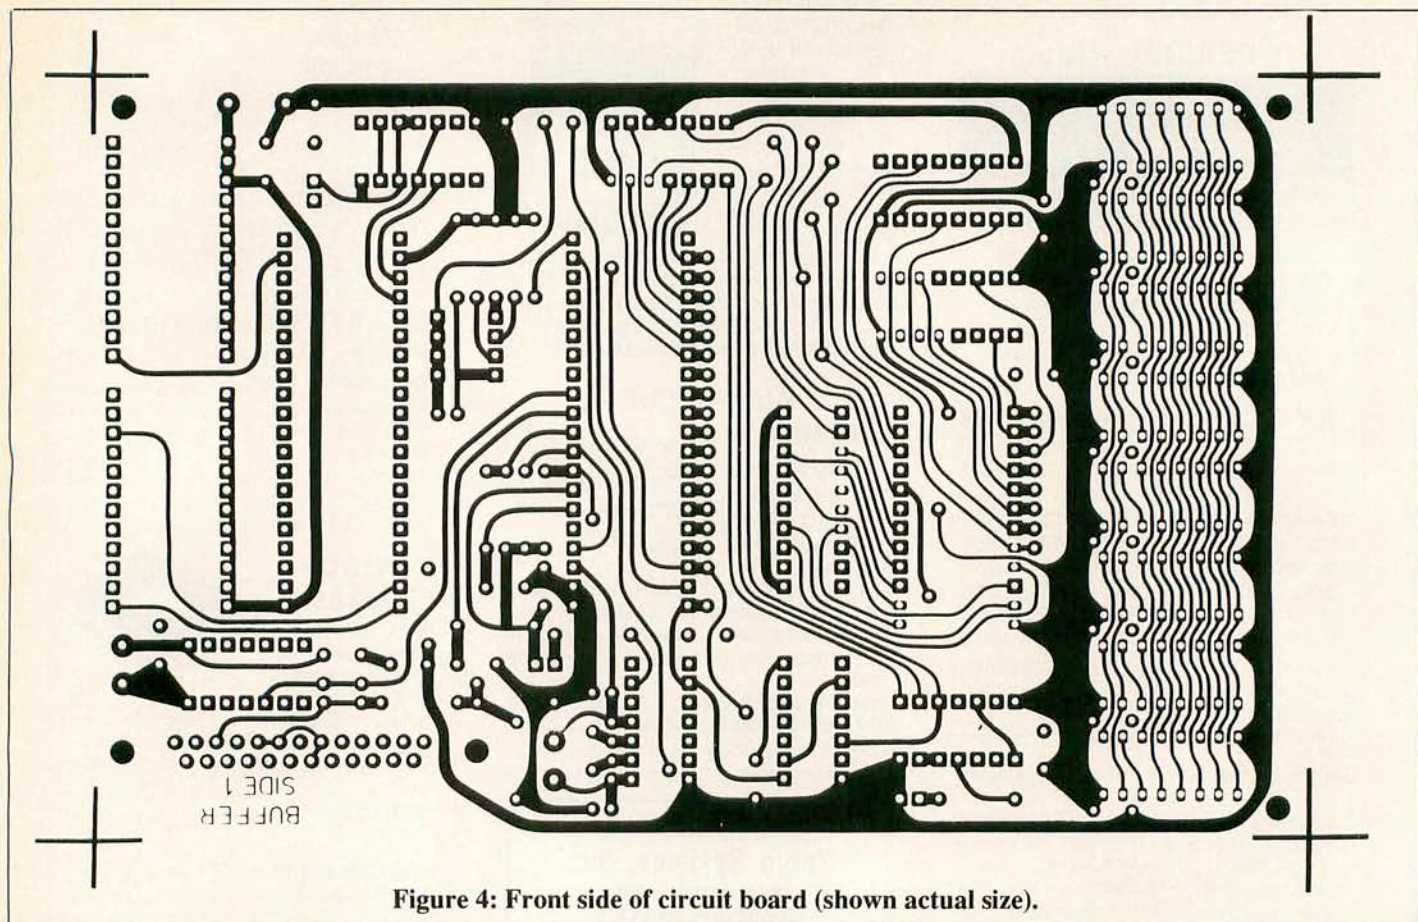 BUFFER
SIDE 1
Figure 4: Front side of circuit board (shown actual size).